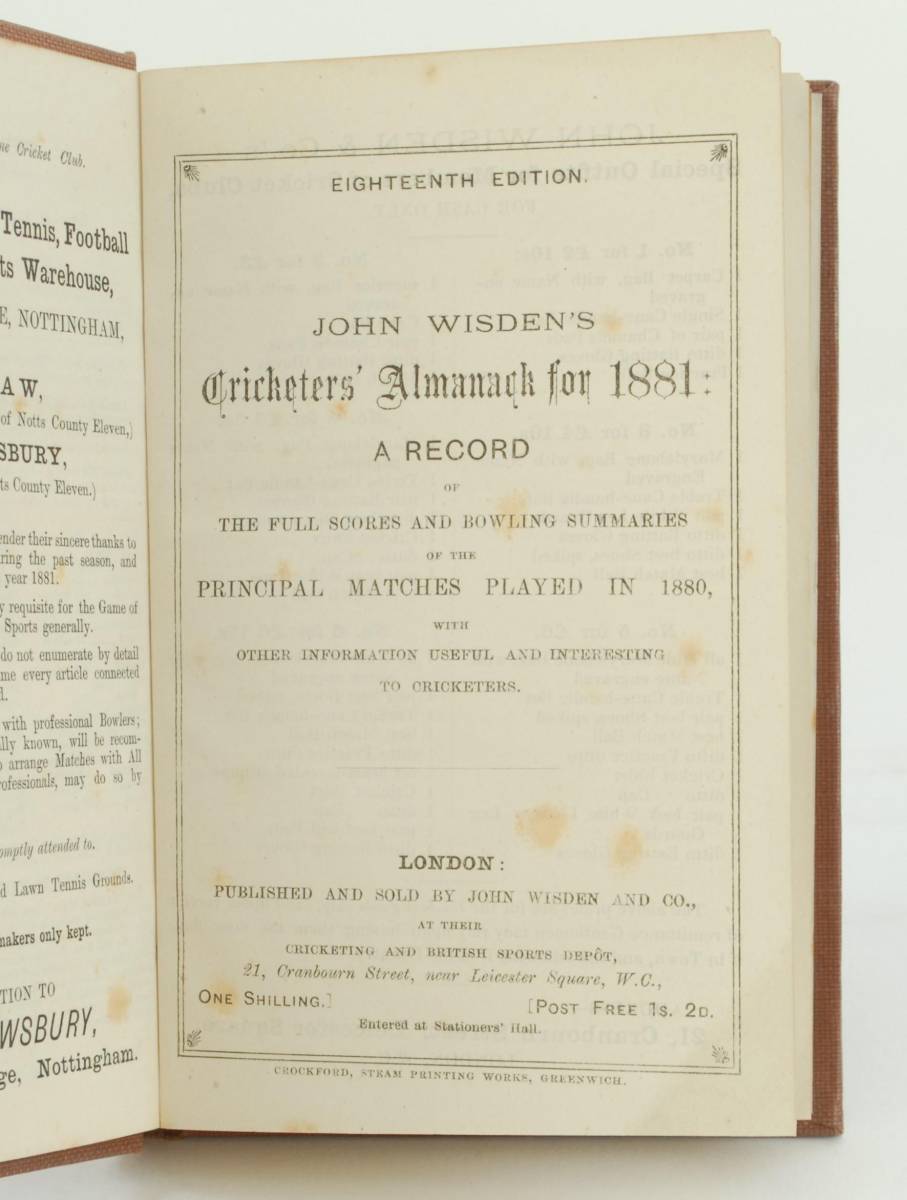 ne Cricket Club.
Tennis, Football
ts Warehouse,
E, NOTTINGHAM,
AW,
of Notts County Eleven,)
SBURY,
ts County Eleven.)
ender their sincere thanks to
ring the past season, and
year 1881.
y requisite for the Game of
Sports generally.
do not enumerate by detail
me every article connected
d.
with professional Bowlers;
lly known, will be recom-
o arrange Matches with All
rofessionals, may do so by
omptly attended to.
d Lawn Tennis Grounds.
makers only kept.
TION TO
WSBURY,
ge, Nottingham.
EIGHTEENTH EDITION.
JOHN WISDEN'S
Cricketers' Almanack for 1881:
A RECORD
OF
THE FULL SCORES AND BOWLING SUMMARIES
OF THE
PRINCIPAL MATCHES PLAYED IN 1880,
WITH
OTHER INFORMATION USEFUL AND INTERESTING
TO CRICKETERS.
LONDON:
PUBLISHED AND SOLD BY JOHN WISDEN AND CO.,
AT THEIR
CRICKETING AND BRITISH SPORTS DEPÔT,
21, Cranbourn Street, near Leicester Square, W.C.,
ONE SHILLING.] [POST FREE 1S. 2D.
Entered at Stationers' Hall.
CROCKFORD, STEAM PRINTING WORKS, GREENWICH.